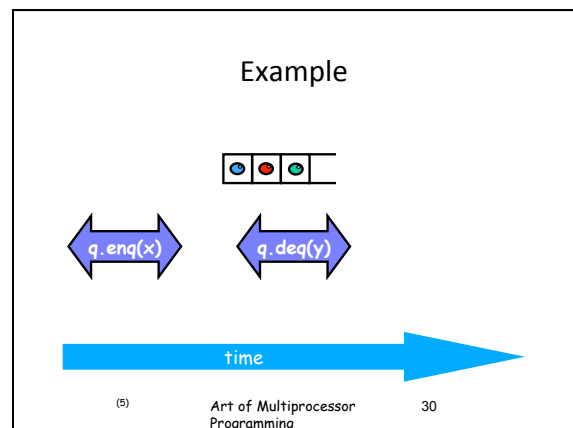 Example
q.enq(x) q.deq(y)
time
(5) Art of Multiprocessor 30
Programming